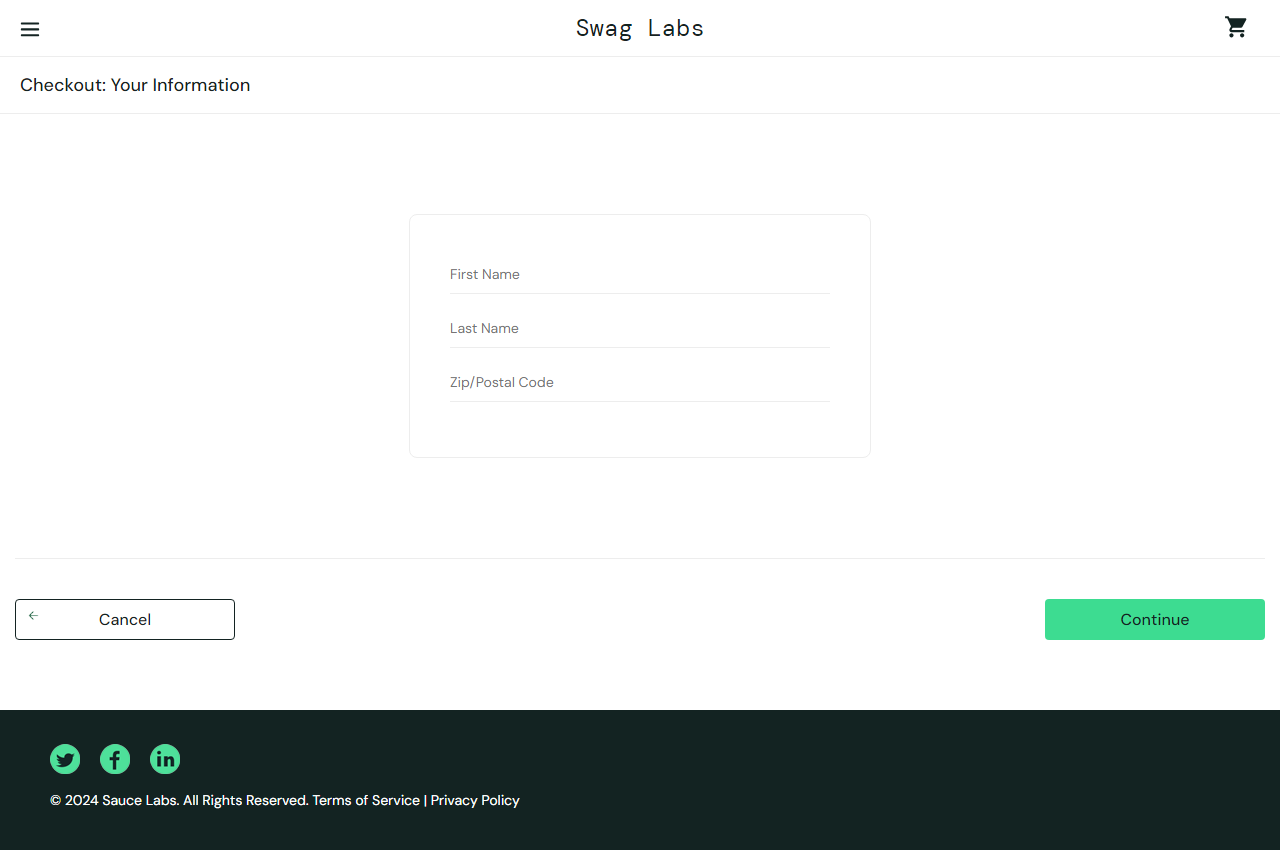 Swag Labs
Checkout: Your Information
First Name
Last Name
Zip/Postal Code
Cancel
Continue
© 2024 Sauce Labs. All Rights Reserved. Terms of Service | Privacy Policy